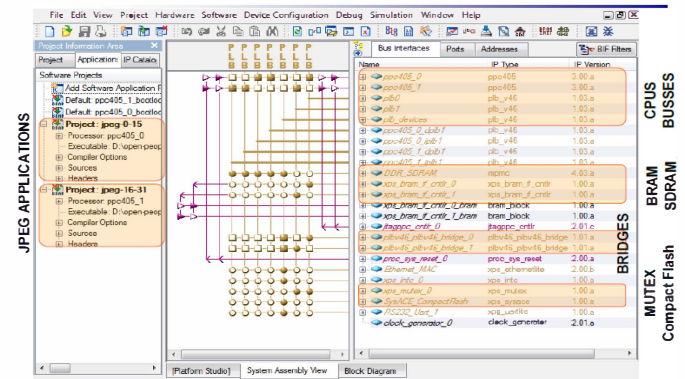 File Edit View Project Hardware Software Device Configuration Debug Simulation Window Help
Project Information Area
Project Applications IP Catalo
Software Projects
Add Software Application F
Default: ppc405_1_bootloc
Default: ppc405_0_bootloc
Project: jpeg-0-15
Processor: ppc405_0
Executable: D:\open-peop
Compiler Options
Sources
Headers
Project: jpeg-16-31
Processor: ppc405_1
Executable: D:\open-peep
Compiler Options
Sources
Headers
JPEG APPLICATIONS
P P P P P P P
L L L L L L L
B B B B B B B
Bus Interfaces Ports Addresses BIF Filters
Name IP Type IP Version
ppc405_0 ppc405 3.00.a
ppc405_1 ppc405 3.00.a
plb0 plb_v46 1.03.a
plb1 plb_v46 1.03.a
plb_devices plb_v46 1.03.a
ppc405_0_dplb1 plb_v46 1.03.a
ppc405_0_iplb1 plb_v46 1.03.a
ppc405_1_dplb1 plb_v46 1.03.a
ppc405_1_iplb1 plb_v46 1.03.a
DDR_SDRAM mpmc 4.03.a
xps_bram_if_cntlr_0 xps_bram_if_cntlr 1.00.a
xps_bram_if_cntlr_1 xps_bram_if_cntlr 1.00.a
xps_bram_if_cntlr_0_bram bram_block 1.00.a
xps_bram_if_cntlr_1_bram bram_block 1.00.a
jtagppc_cntlr_0 jtagppc_cntlr 2.01.c
plbv46_plbv46_bridge_0 plbv46_plbv46_bridge 1.01.a
plbv46_plbv46_bridge_1 plbv46_plbv46_bridge 1.01.a
proc_sys_reset_0 proc_sys_reset 2.00.a
Ethernet_MAC xps_ethernetlite 2.00.b
xps_intc_0 xps_intc 1.00.a
xps_mutex_0 xps_mutex 1.00.a
SysACE_CompactFlash xps_sysace 1.00.a
RS232_Uart_1 xps_uartlite 1.00.a
clock_generator_0 clock_generator 2.01.a
CPUS
BUSSES
BRAM
SDRAM
BRIDGES
MUTEX
Compact Flash
Platform Studio System Assembly View Block Diagram